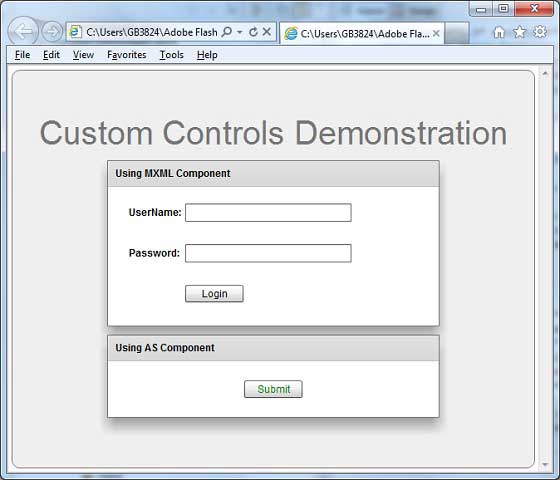 C:\Users\GB3824\Adobe Flash
C:\Users\GB3824\Adobe Fla...
File Edit View Favorites Tools Help
Custom Controls Demonstration
Using MXML Component
UserName:
Password:
Login
Using AS Component
Submit